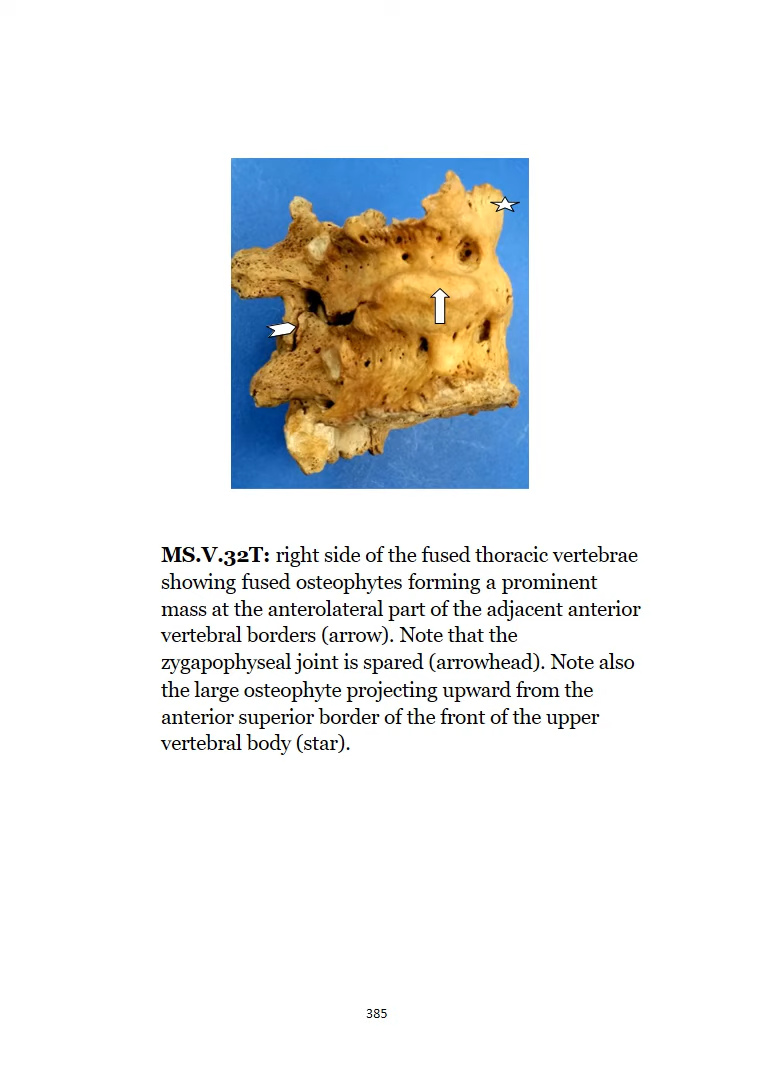 MS.V.32T: right side of the fused thoracic vertebrae
showing fused osteophytes forming a prominent
mass at the anterolateral part of the adjacent anterior
vertebral borders (arrow). Note that the
zygapophyseal joint is spared (arrowhead). Note also
the large osteophyte projecting upward from the
anterior superior border of the front of the upper
vertebral body (star).
385